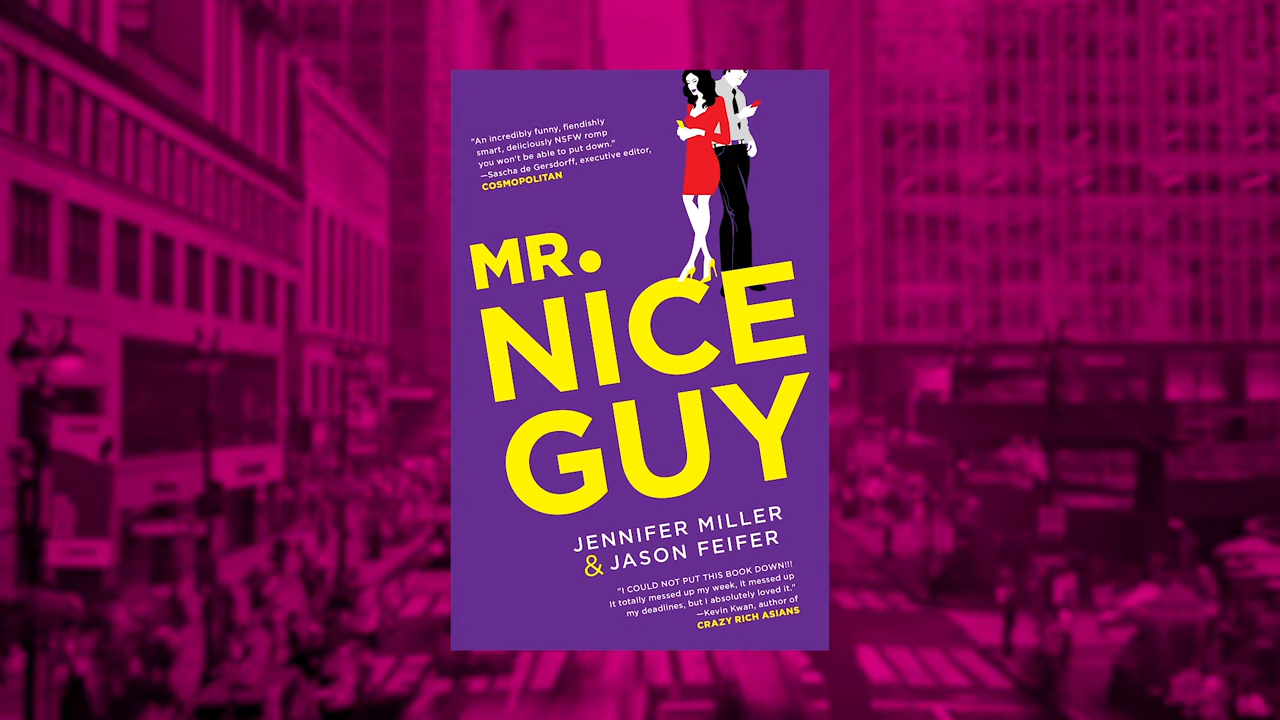 "An incredibly funny, fiendishly
smart, deliciously NSFW romp
you won't be able to put down."
—Sascha de Gersdorff, executive editor,
COSMOPOLITAN
MR.
NICE
GUY
JENNIFER MILLER
& JASON FEIFER
"I COULD NOT PUT THIS BOOK DOWN!!!
It totally messed up my week, it messed up
my deadlines, but I absolutely loved it."
—Kevin Kwan, author of
CRAZY RICH ASIANS